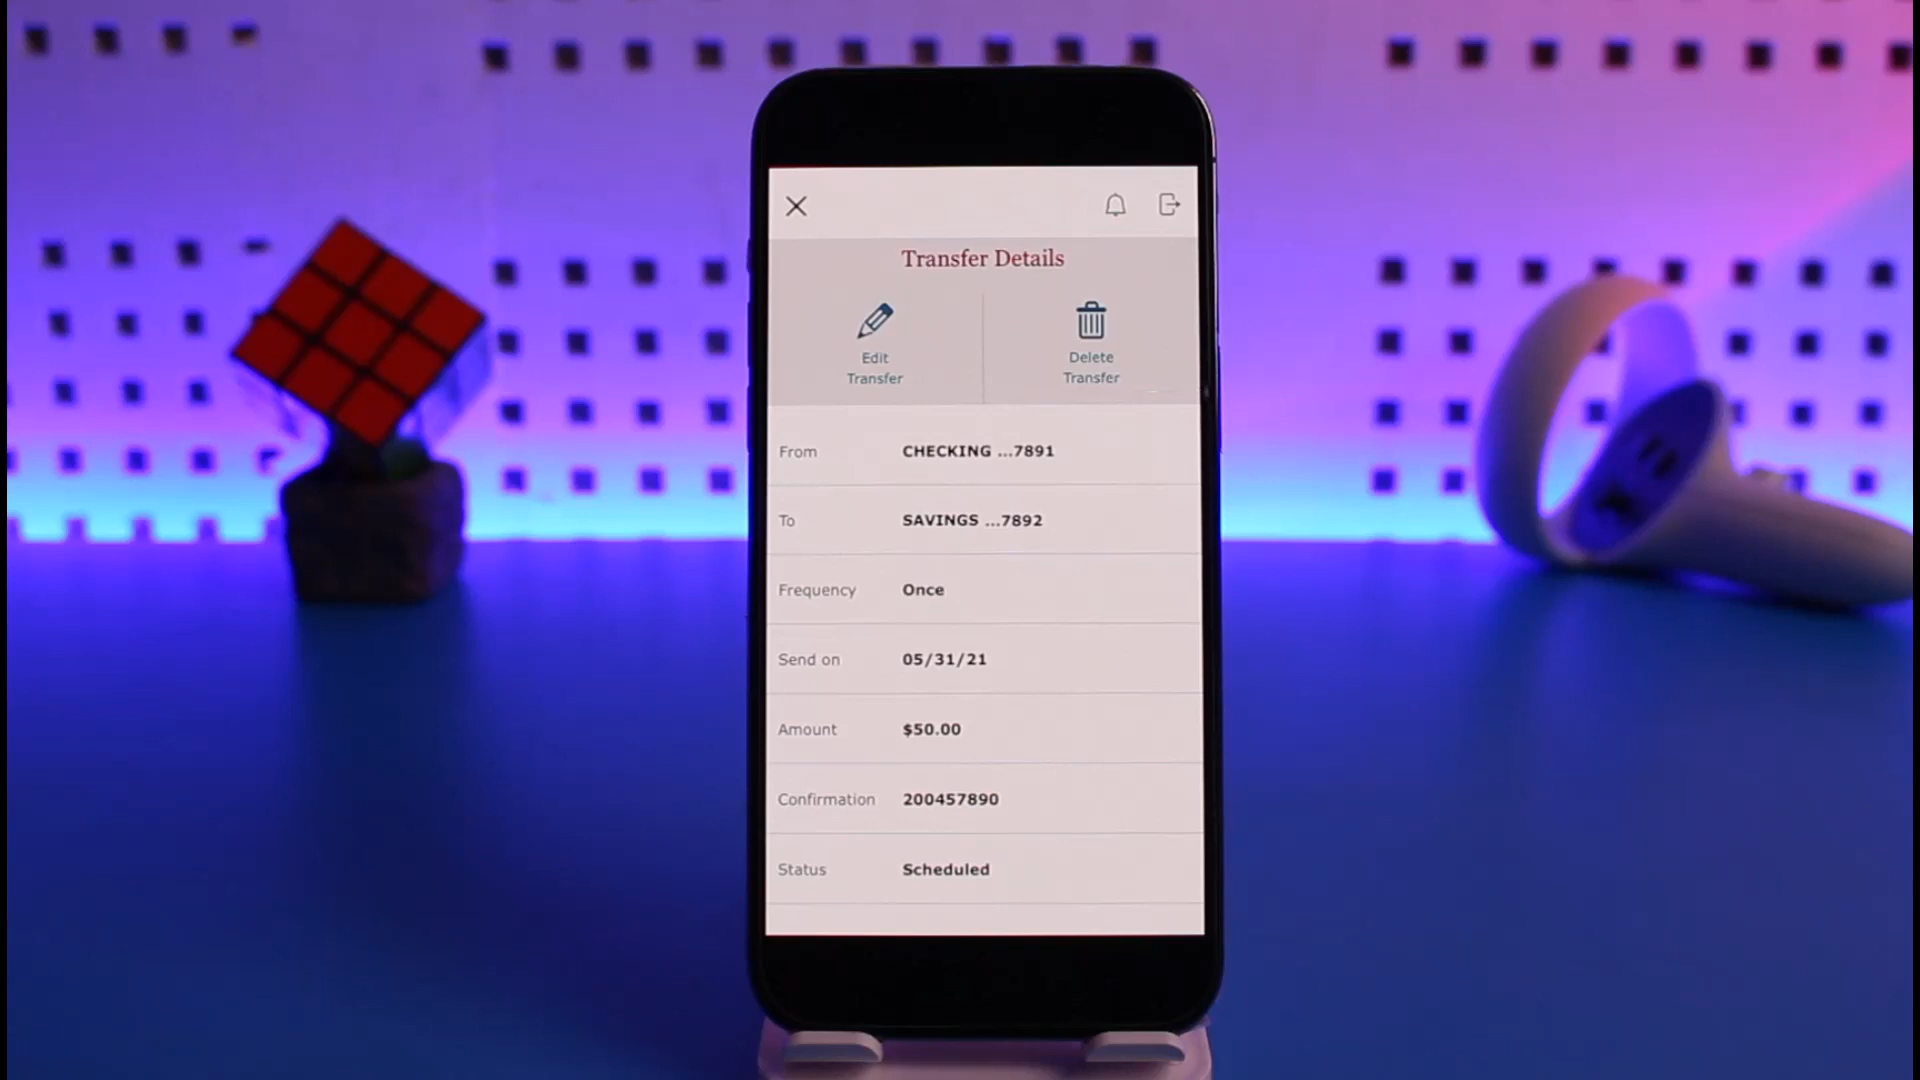 Transfer Details
Edit
Transfer
Delete
Transfer
From CHECKING ...7891
To SAVINGS ...7892
Frequency Once
Send on 05/31/21
Amount $50.00
Confirmation 200457890
Status Scheduled